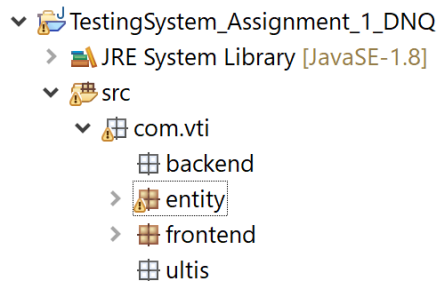 TestingSystem_Assignment_1_DNQ
JRE System Library [JavaSE-1.8]
src
com.vti
backend
entity
frontend
ultis